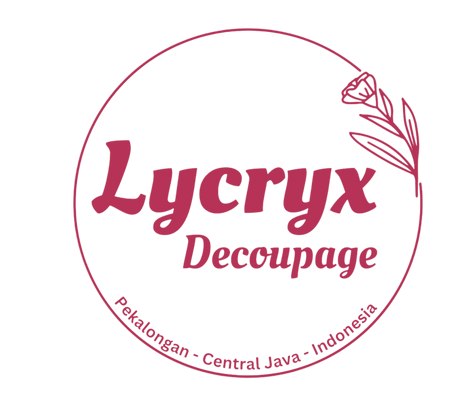 Lycryx
Decoupage
Pekalongan - Central Java - Indonesia